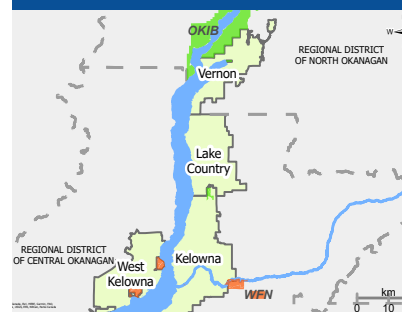 OKIB
W
REGIONAL DISTRICT
OF NORTH OKANAGAN
Vernon
Lake
Country
REGIONAL DISTRICT
OF CENTRAL OKANAGAN
West
Kelowna
Kelowna
WFN
km
0 10